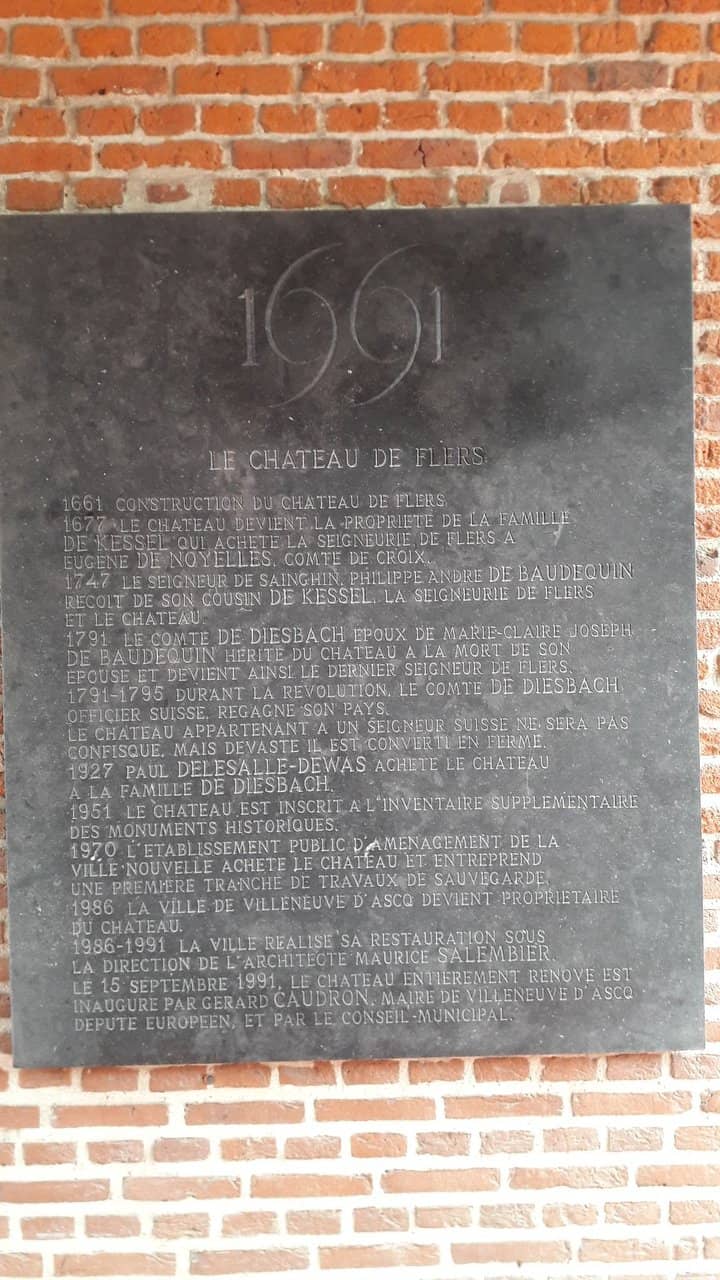 1661
LE CHATEAU DE FLERS
1661 CONSTRUCTION DU CHATEAU DE FLERS
1677 LE CHATEAU DEVIENT LA PROPRIETE DE LA FAMILLE
DE KESSEL QUI ACHETE LA SEIGNEURIE DE FLERS A
EUGENE DE NOYELLES, COMTE DE CROIX.
1747 LE SEIGNEUR DE SAINGHIN, PHILIPPE ANDRE DE BAUDEQUIN
RECOIT DE SON COUSIN DE KESSEL, LA SEIGNEURIE DE FLERS
ET LE CHATEAU.
1791 LE COMTE DE DIESBACH EPOUX DE MARIE-CLAIRE JOSEPH
DE BAUDEQUIN HERITE DU CHATEAU A LA MORT DE SON
EPOUSE ET DEVIENT AINSI LE DERNIER SEIGNEUR DE FLERS.
1791-1795 DURANT LA REVOLUTION, LE COMTE DE DIESBACH
OFFICIER SUISSE, REGAGNE SON PAYS.
LE CHATEAU APPARTENANT A UN SEIGNEUR SUISSE NE SERA PAS
CONFISQUE, MAIS DEVASTE IL EST CONVERTI EN FERME.
1927 PAUL DELESALLE-DEWAS ACHETE LE CHATEAU
A LA FAMILLE DE DIESBACH.
1951 LE CHATEAU EST INSCRIT A L'INVENTAIRE SUPPLEMENTAIRE
DES MONUMENTS HISTORIQUES.
1970 L'ETABLISSEMENT PUBLIC D'AMENAGEMENT DE LA
VILLE NOUVELLE ACHETE LE CHATEAU ET ENTREPREND
UNE PREMIERE TRANCHE DE TRAVAUX DE SAUVEGARDE.
1986 LA VILLE DE VILLENEUVE D'ASCQ DEVIENT PROPRIETAIRE
DU CHATEAU.
1986-1991 LA VILLE REALISE SA RESTAURATION SOUS
LA DIRECTION DE L'ARCHITECTE MAURICE SALEMBIER.
LE 15 SEPTEMBRE 1991, LE CHATEAU ENTIEREMENT RENOVE EST
INAUGURE PAR GERARD CAUDRON, MAIRE DE VILLENEUVE D'ASCQ
DEPUTE EUROPEEN, ET PAR LE CONSEIL MUNICIPAL.